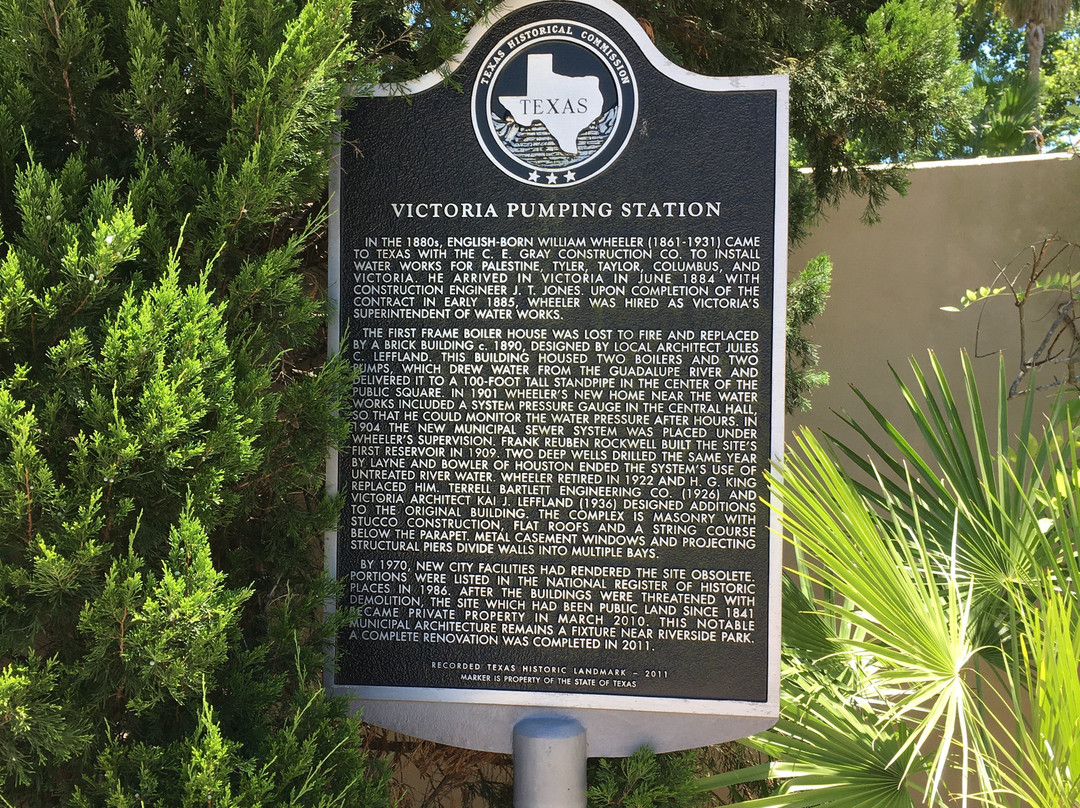 TEXAS HISTORICAL COMMISSION
TEXAS
VICTORIA PUMPING STATION
IN THE 1880s, ENGLISH-BORN WILLIAM WHEELER (1861-1931) CAME
TO TEXAS WITH THE C. E. GRAY CONSTRUCTION CO. TO INSTALL
WATER WORKS FOR PALESTINE, TYLER, TAYLOR, COLUMBUS, AND
VICTORIA. HE ARRIVED IN VICTORIA IN JUNE 1884 WITH
CONSTRUCTION ENGINEER J. T. JONES. UPON COMPLETION OF THE
CONTRACT IN EARLY 1885, WHEELER WAS HIRED AS VICTORIA'S
SUPERINTENDENT OF WATER WORKS.
THE FIRST FRAME BOILER HOUSE WAS LOST TO FIRE AND REPLACED
BY A BRICK BUILDING c. 1890, DESIGNED BY LOCAL ARCHITECT JULES
C. LEFFLAND. THIS BUILDING HOUSED TWO BOILERS AND TWO
PUMPS, WHICH DREW WATER FROM THE GUADALUPE RIVER AND
DELIVERED IT TO A 100-FOOT TALL STANDPIPE IN THE CENTER OF THE
PUBLIC SQUARE. IN 1901 WHEELER'S NEW HOME NEAR THE WATER
WORKS INCLUDED A SYSTEM PRESSURE GAUGE IN THE CENTRAL HALL,
SO THAT HE COULD MONITOR THE WATER PRESSURE AFTER HOURS. IN
1904 THE NEW MUNICIPAL SEWER SYSTEM WAS PLACED UNDER
WHEELER'S SUPERVISION. FRANK REUBEN ROCKWELL BUILT THE SITE'S
FIRST RESERVOIR IN 1909. TWO DEEP WELLS DRILLED THE SAME YEAR
BY LAYNE AND BOWLER OF HOUSTON ENDED THE SYSTEM'S USE OF
UNTREATED RIVER WATER. WHEELER RETIRED IN 1922 AND H. G. KING
REPLACED HIM. TERRELL BARTLETT ENGINEERING CO. (1926) AND
VICTORIA ARCHITECT KAI J. LEFFLAND (1936) DESIGNED ADDITIONS
TO THE ORIGINAL BUILDING. THE COMPLEX IS MASONRY WITH
STUCCO CONSTRUCTION, FLAT ROOFS AND A STRING COURSE
BELOW THE PARAPET. METAL CASEMENT WINDOWS AND PROJECTING
STRUCTURAL PIERS DIVIDE WALLS INTO MULTIPLE BAYS.
BY 1970, NEW CITY FACILITIES HAD RENDERED THE SITE OBSOLETE.
PORTIONS WERE LISTED IN THE NATIONAL REGISTER OF HISTORIC
PLACES IN 1986. AFTER THE BUILDINGS WERE THREATENED WITH
DEMOLITION, THE SITE WHICH HAD BEEN PUBLIC LAND SINCE 1841
BECAME PRIVATE PROPERTY IN MARCH 2010. THIS NOTABLE
MUNICIPAL ARCHITECTURE REMAINS A FIXTURE NEAR RIVERSIDE PARK.
A COMPLETE RENOVATION WAS COMPLETED IN 2011.
RECORDED TEXAS HISTORIC LANDMARK – 2011
MARKER IS PROPERTY OF THE STATE OF TEXAS